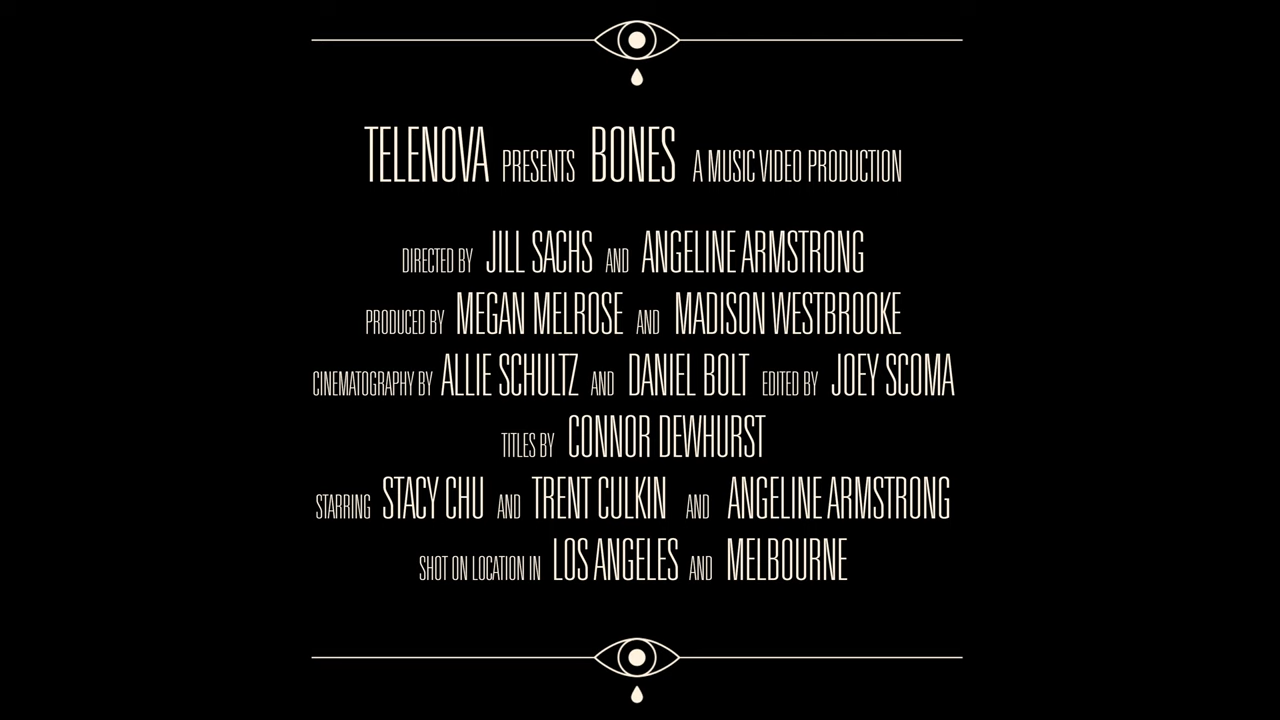 TELENOVA PRESENTS BONES A MUSIC VIDEO PRODUCTION
DIRECTED BY JILL SACHS AND ANGELINE ARMSTRONG
PRODUCED BY MEGAN MELROSE AND MADISON WESTBROOKE
CINEMATOGRAPHY BY ALLIE SCHULTZ AND DANIEL BOLT EDITED BY JOEY SCOMA
TITLES BY CONNOR DEWHURST
STARRING STACY CHU AND TRENT CULKIN AND ANGELINE ARMSTRONG
SHOT ON LOCATION IN LOS ANGELES AND MELBOURNE